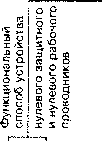 Функциональный
способ устройства
нулевого защитного
и нулевого рабочего
проводников